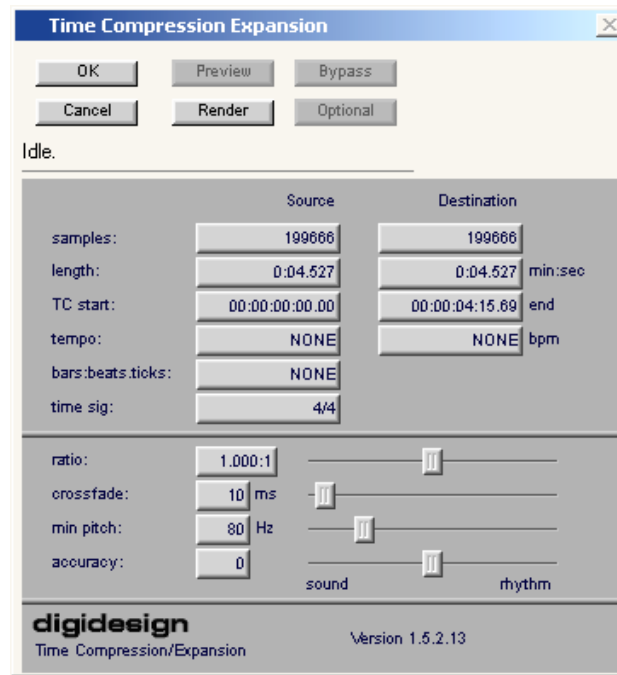 Time Compression Expansion
OK Preview Bypass
Cancel Render Optional
Idle.
Source Destination
samples: 199666 199666
length: 0:04.527 0:04.527 min:sec
TC start: 00:00:00:00.00 00:00:04:15.69 end
tempo: NONE NONE bpm
bars:beats.ticks: NONE
time sig: 4/4
ratio: 1.000:1
crossfade: 10 ms
min pitch: 80 Hz
accuracy: 0
sound rhythm
digidesign
Time Compression/Expansion Version 1.5.2.13